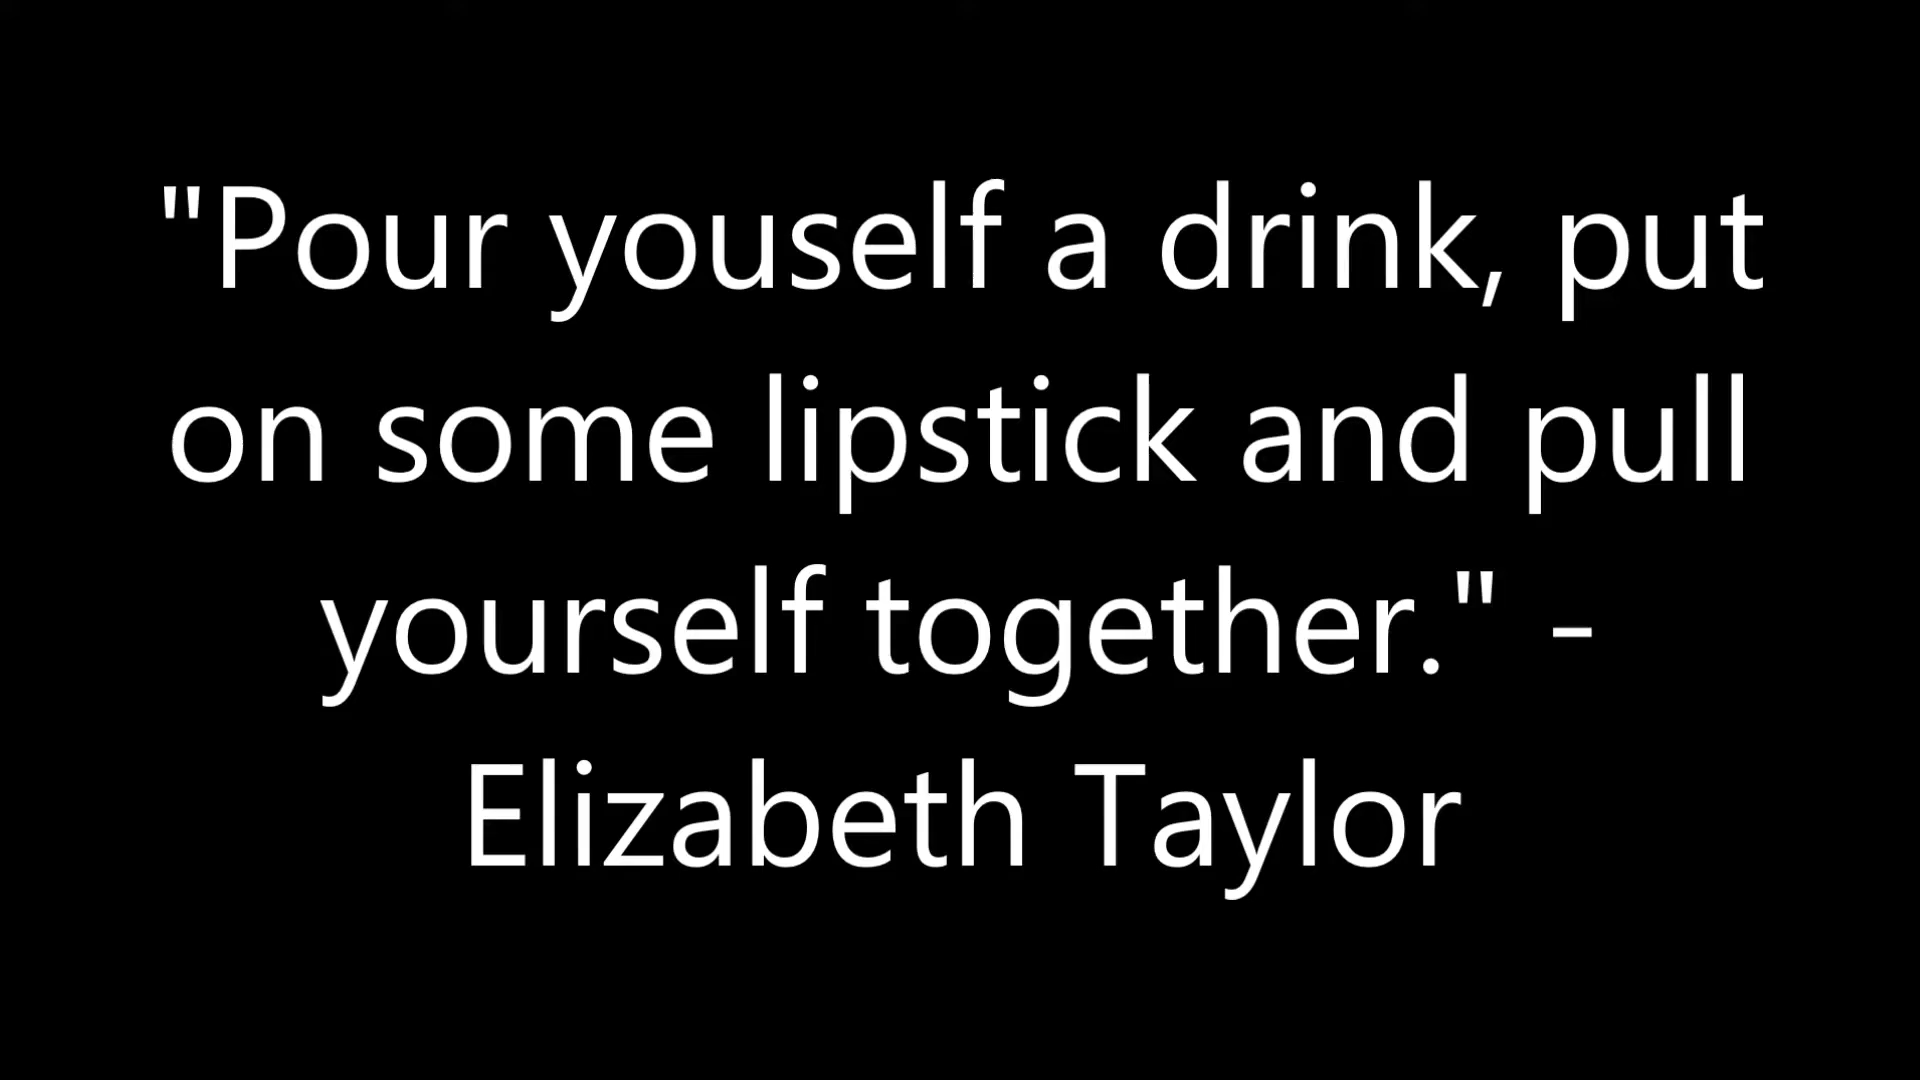 "Pour youself a drink, put
on some lipstick and pull
yourself together." -
Elizabeth Taylor